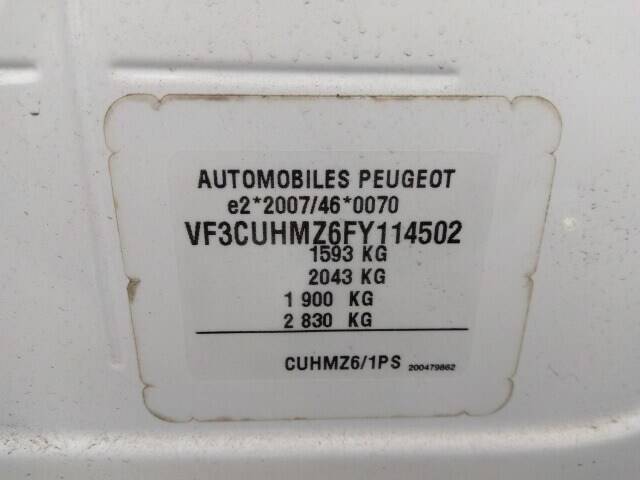 AUTOMOBILES PEUGEOT
e2*2007/46*0070
VF3CUHMZ6FY114502
1593 KG
2043 KG
1 900 KG
2 830 KG
CUHMZ6/1PS 200479862